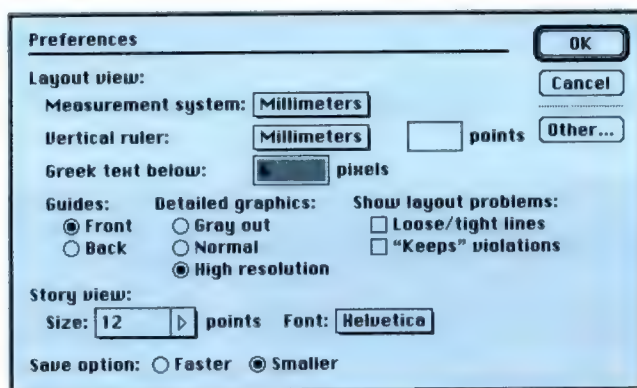 Preferences
OK
Layout view:
Cancel
Measurement system: Millimeters
Vertical ruler: Millimeters points
Other...
Greek text below: pixels
Guides: Detailed graphics: Show layout problems:
Front Gray out Loose/tight lines
Back Normal "Keeps" violations
High resolution
Story view:
Size: 12 points Font: Helvetica
Save option: Faster Smaller